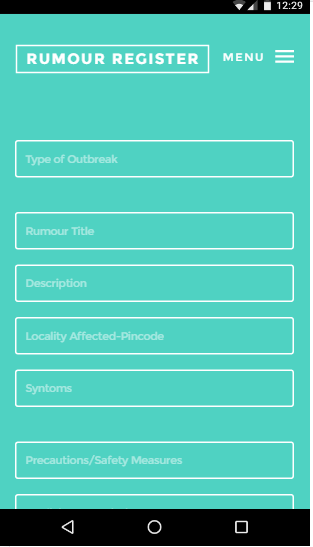 12:29
RUMOUR REGISTER
MENU
Type of Outbreak
Rumour Title
Description
Locality Affected-Pincode
Syntoms
Precautions/Safety Measures